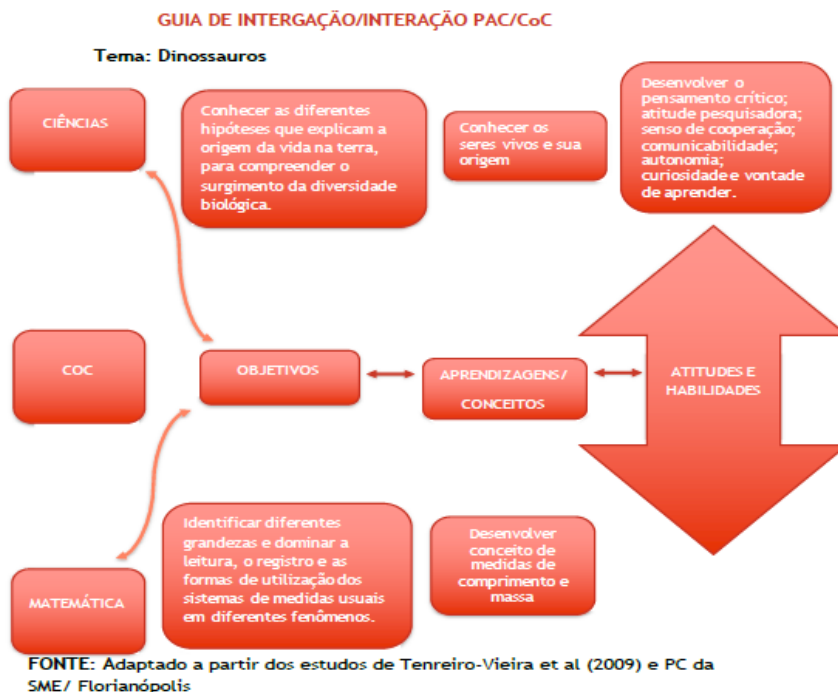 GUIA DE INTERGAÇÃO/INTERAÇÃO PAC/CoC
Tema: Dinossauros
CIÊNCIAS
Conhecer as diferentes
hipóteses que explicam a
origem da vida na terra,
para compreender o
surgimento da diversidade
biológica.
Conhecer os
seres vivos e sua
origem
Desenvolver o
pensamento crítico;
atitude pesquisadora;
senso de cooperação;
comunicabilidade;
autonomia;
curiosidade e vontade
de aprender.
COC
OBJETIVOS
APRENDIZAGENS/
CONCEITOS
ATITUDES E
HABILIDADES
MATEMÁTICA
Identificar diferentes
grandezas e dominar a
leitura, o registro e as
formas de utilização dos
sistemas de medidas usuais
em diferentes fenômenos.
Desenvolver
conceito de
medidas de
comprimento e
massa
FONTE: Adaptado a partir dos estudos de Tenreiro-Vieira et al (2009) e PC da
SME/ Florianópolis